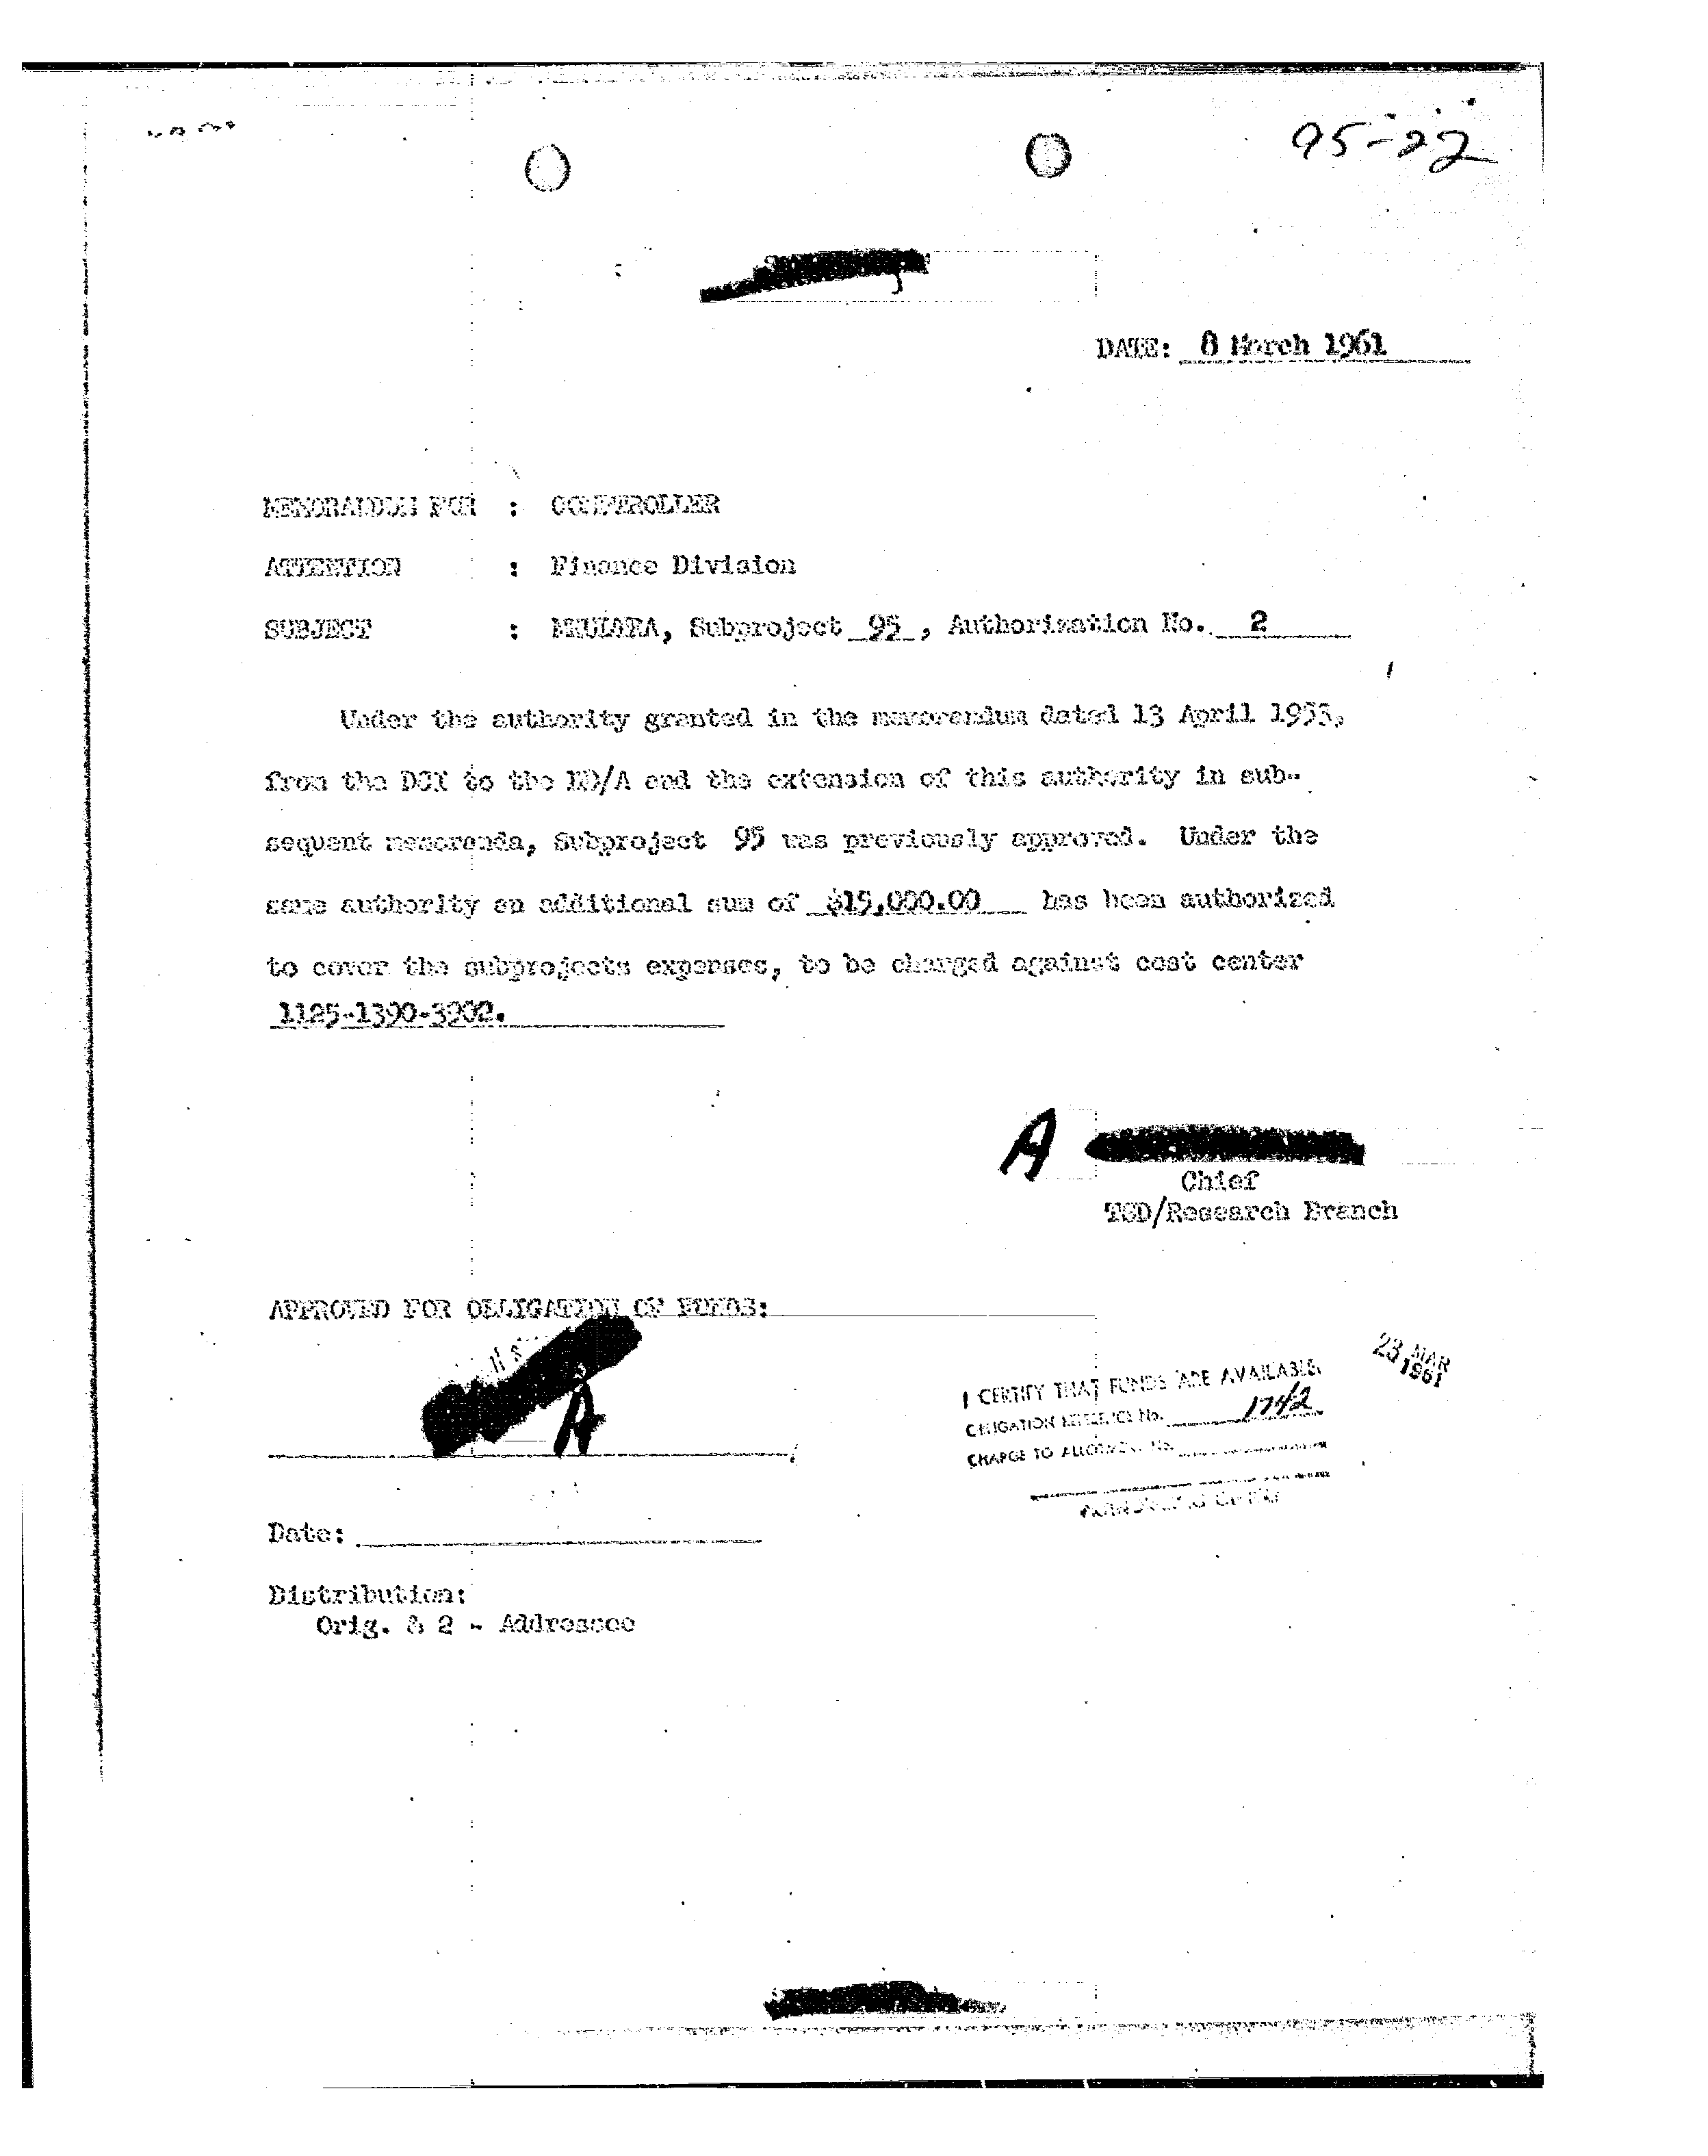 95-22
DATE: 8 March 1961
MEMORANDUM FOR : COMPTROLLER
ATTENTION : Finance Division
SUBJECT : MKULTRA, Subproject 95, Authorization No. 2
Under the authority granted in the memorandum dated 13 April 1953,
from the DCI to the DD/A and the extension of this authority in sub-
sequent memoranda, Subproject 95 was previously approved. Under the
same authority an additional sum of $15,000.00 has been authorized
to cover the subprojects expenses, to be charged against cost center
1125-1390-3902.
A
Chief
TSD/Research Branch
APPROVED FOR OBLIGATION OF FUNDS:
A
23 MAR
1961
I CERTIFY THAT FUNDS ARE AVAILABLE.
OBLIGATION REFERENCE No. 1742
CHARGE TO ALLOTMENT No.
Date:
Distribution:
Orig. & 2 - Addressee